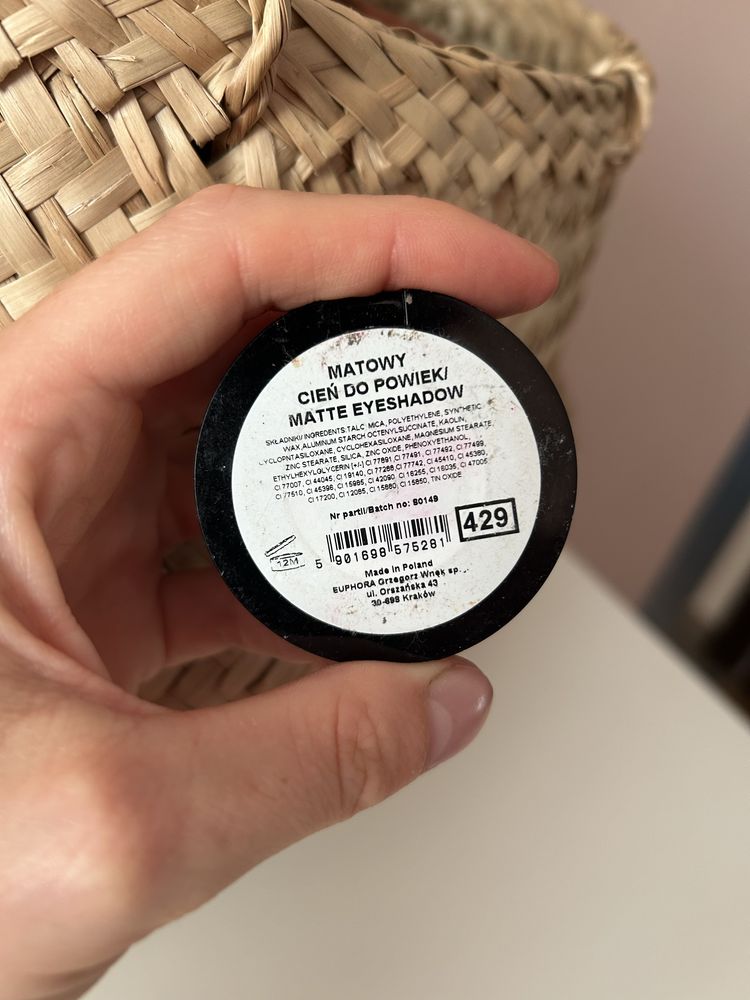 MATOWY
CIEŃ DO POWIEK/
MATTE EYESHADOW
SKŁADNIKI/ INGREDENTS:TALC MICA, POLYETHYLENE, SYNTHETIC
WAX,ALUMINUM STARCH OCTENYLSUCCINATE, KAOLIN,
CYCLOPNTASILOXANE, CYCLOHEXASILOXANE, MAGNESIUM STEARATE,
ZINC STEARATE, SILICA, ZINC OXIDE, PHENOXYETHANOL,
ETHYLHEXYLGLYCERIN [+/-] CI 77891, CI 77491, CI 77492, CI 77499,
CI 77007, CI 44045, CI 19140, CI 77288, CI 77742, CI 45410, CI 45380,
CI 77510, CI 45396, CI 15985, CI 42090, CI 16255, CI 16035, CI 47005,
CI 17200, CI 12085, CI 15880, CI 15850, TIN OXIDE
Nr partii/Batch no: S0149
429
12M
5 901698 575281
Made in Poland
EUPHORA Grzegorz Wnęk sp.
ul. Orszańska 43
30-698 Kraków